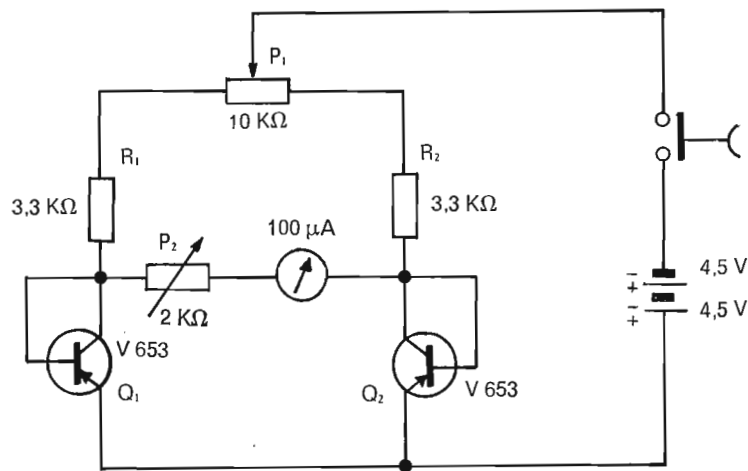 P₁
10 KΩ
R₁
R₂
3,3 KΩ
3,3 KΩ
100 μA
P₂
2 KΩ
−
+
4,5 V
−
+
4,5 V
V 653
Q₁
Q₂
V 653